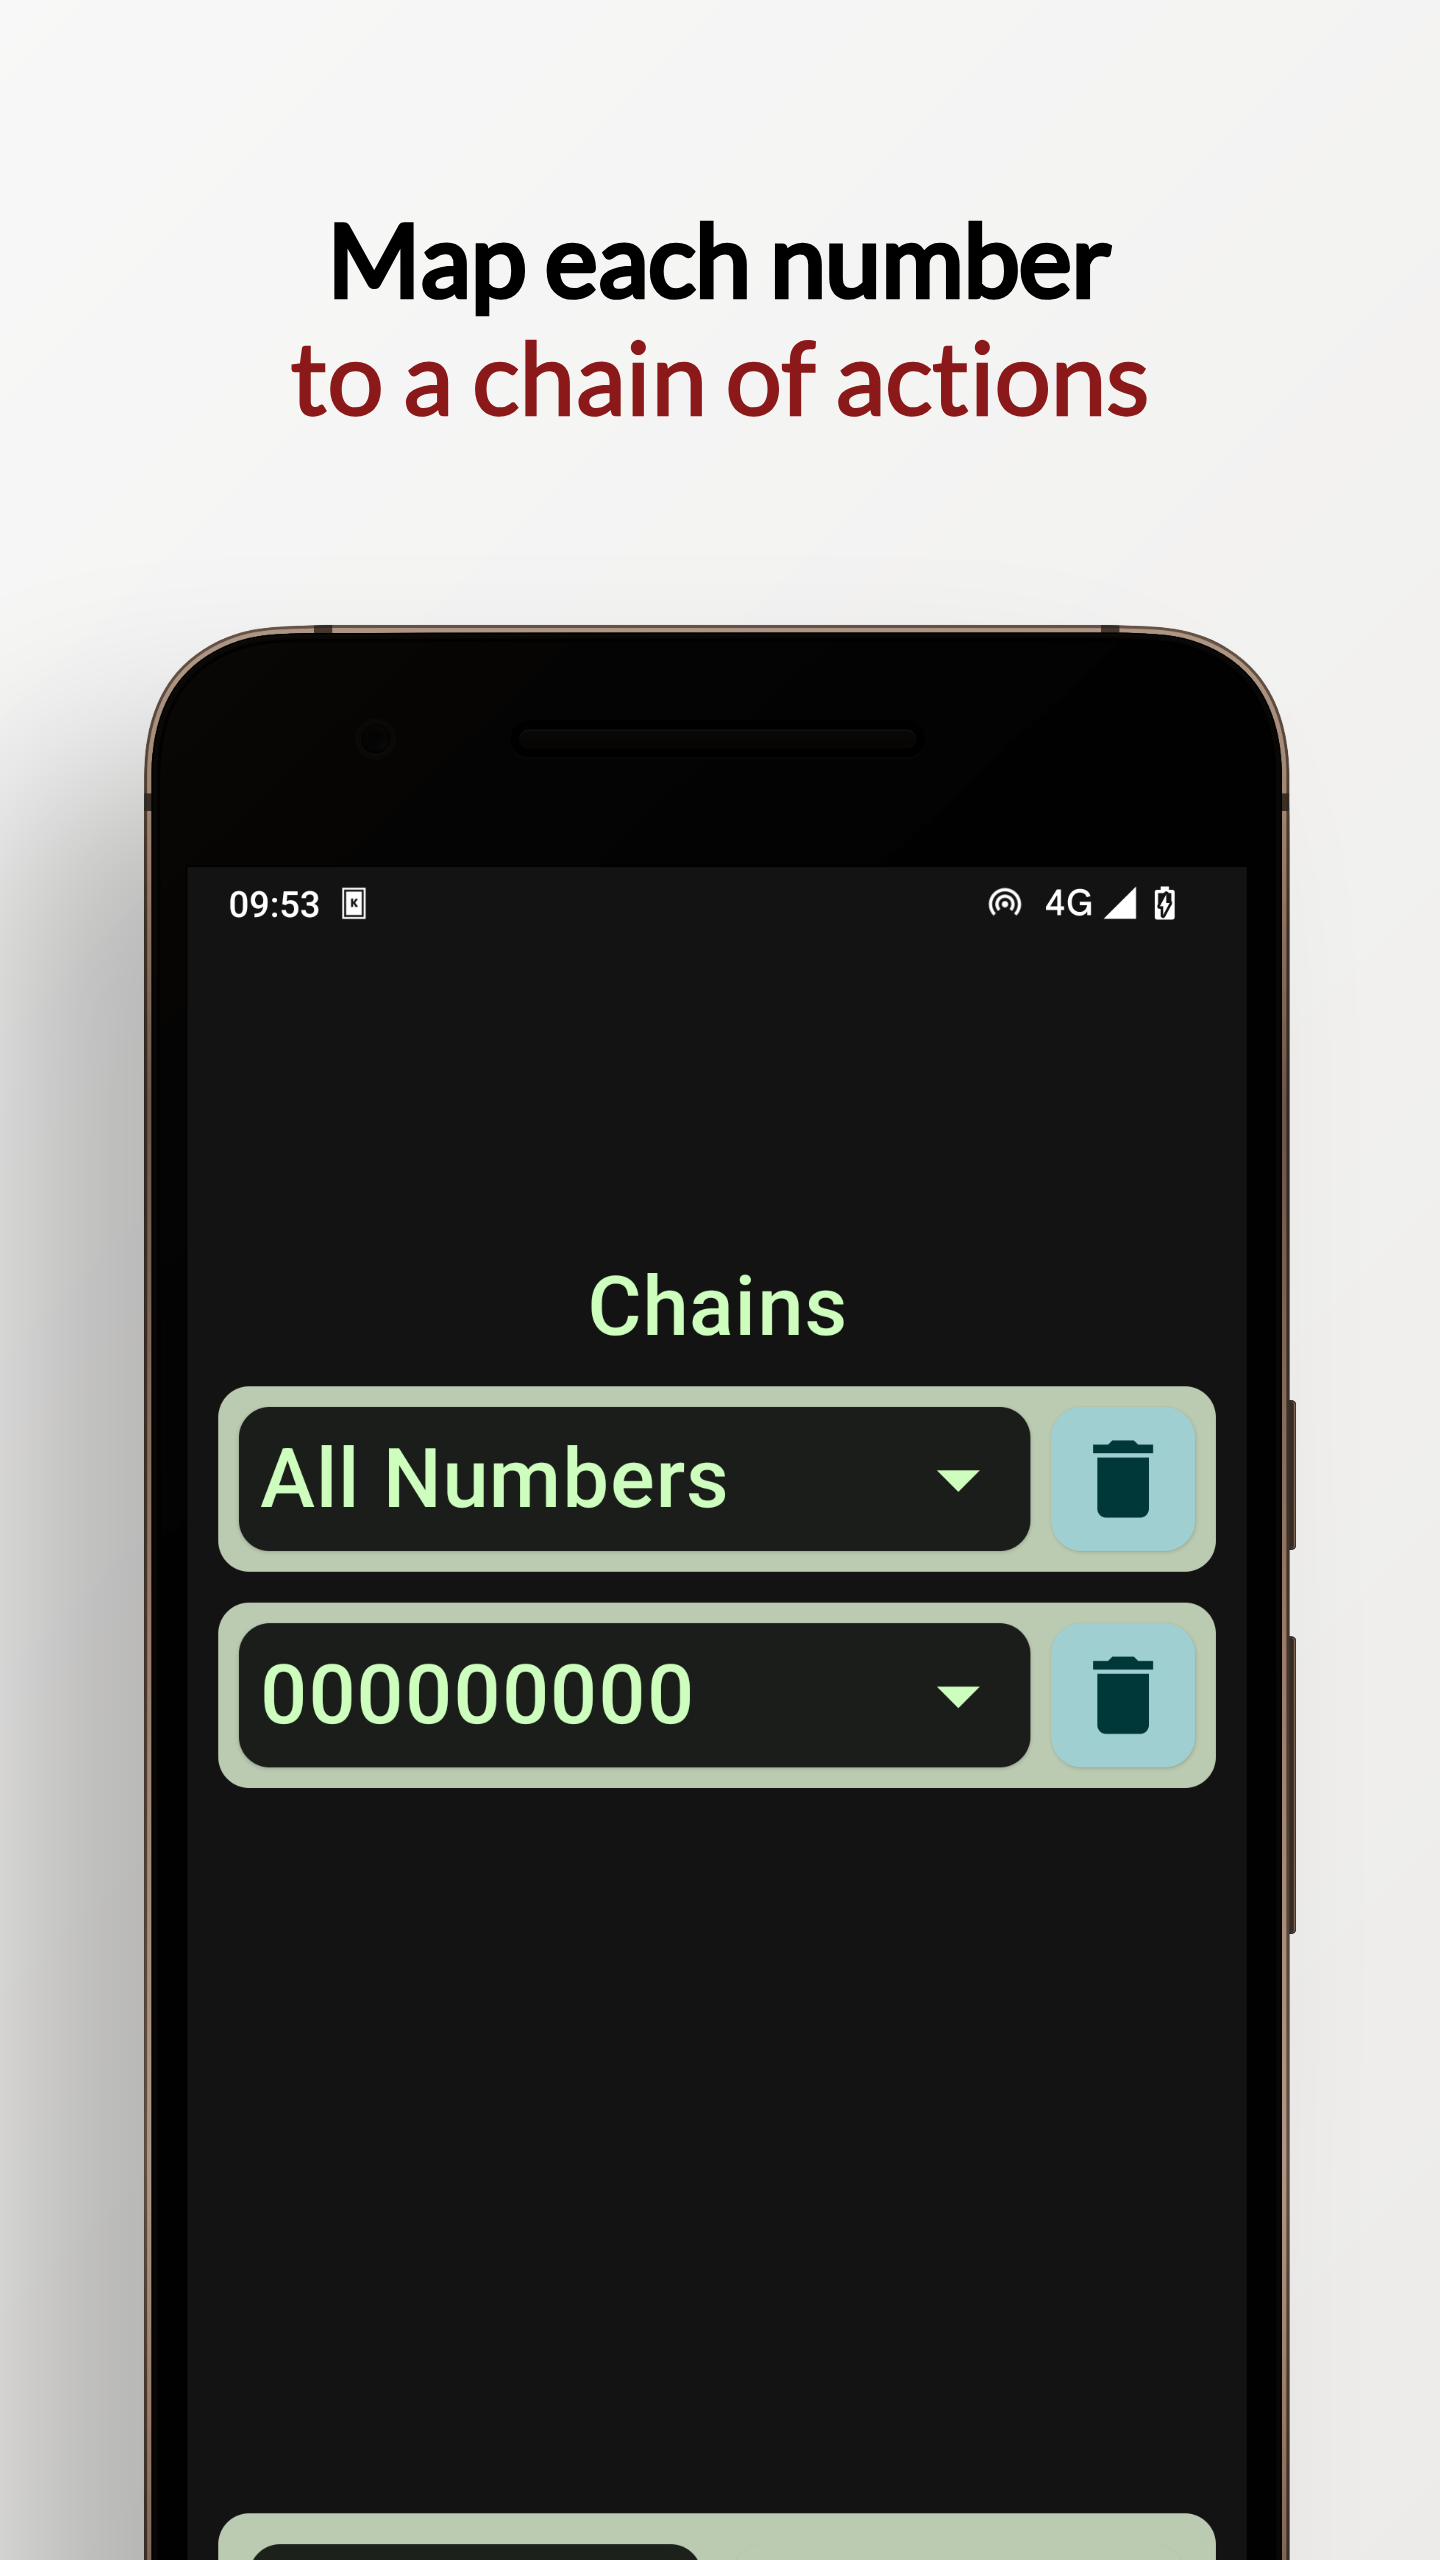 Map each number
to a chain of actions
09:53 K 4G
Chains
All Numbers
000000000